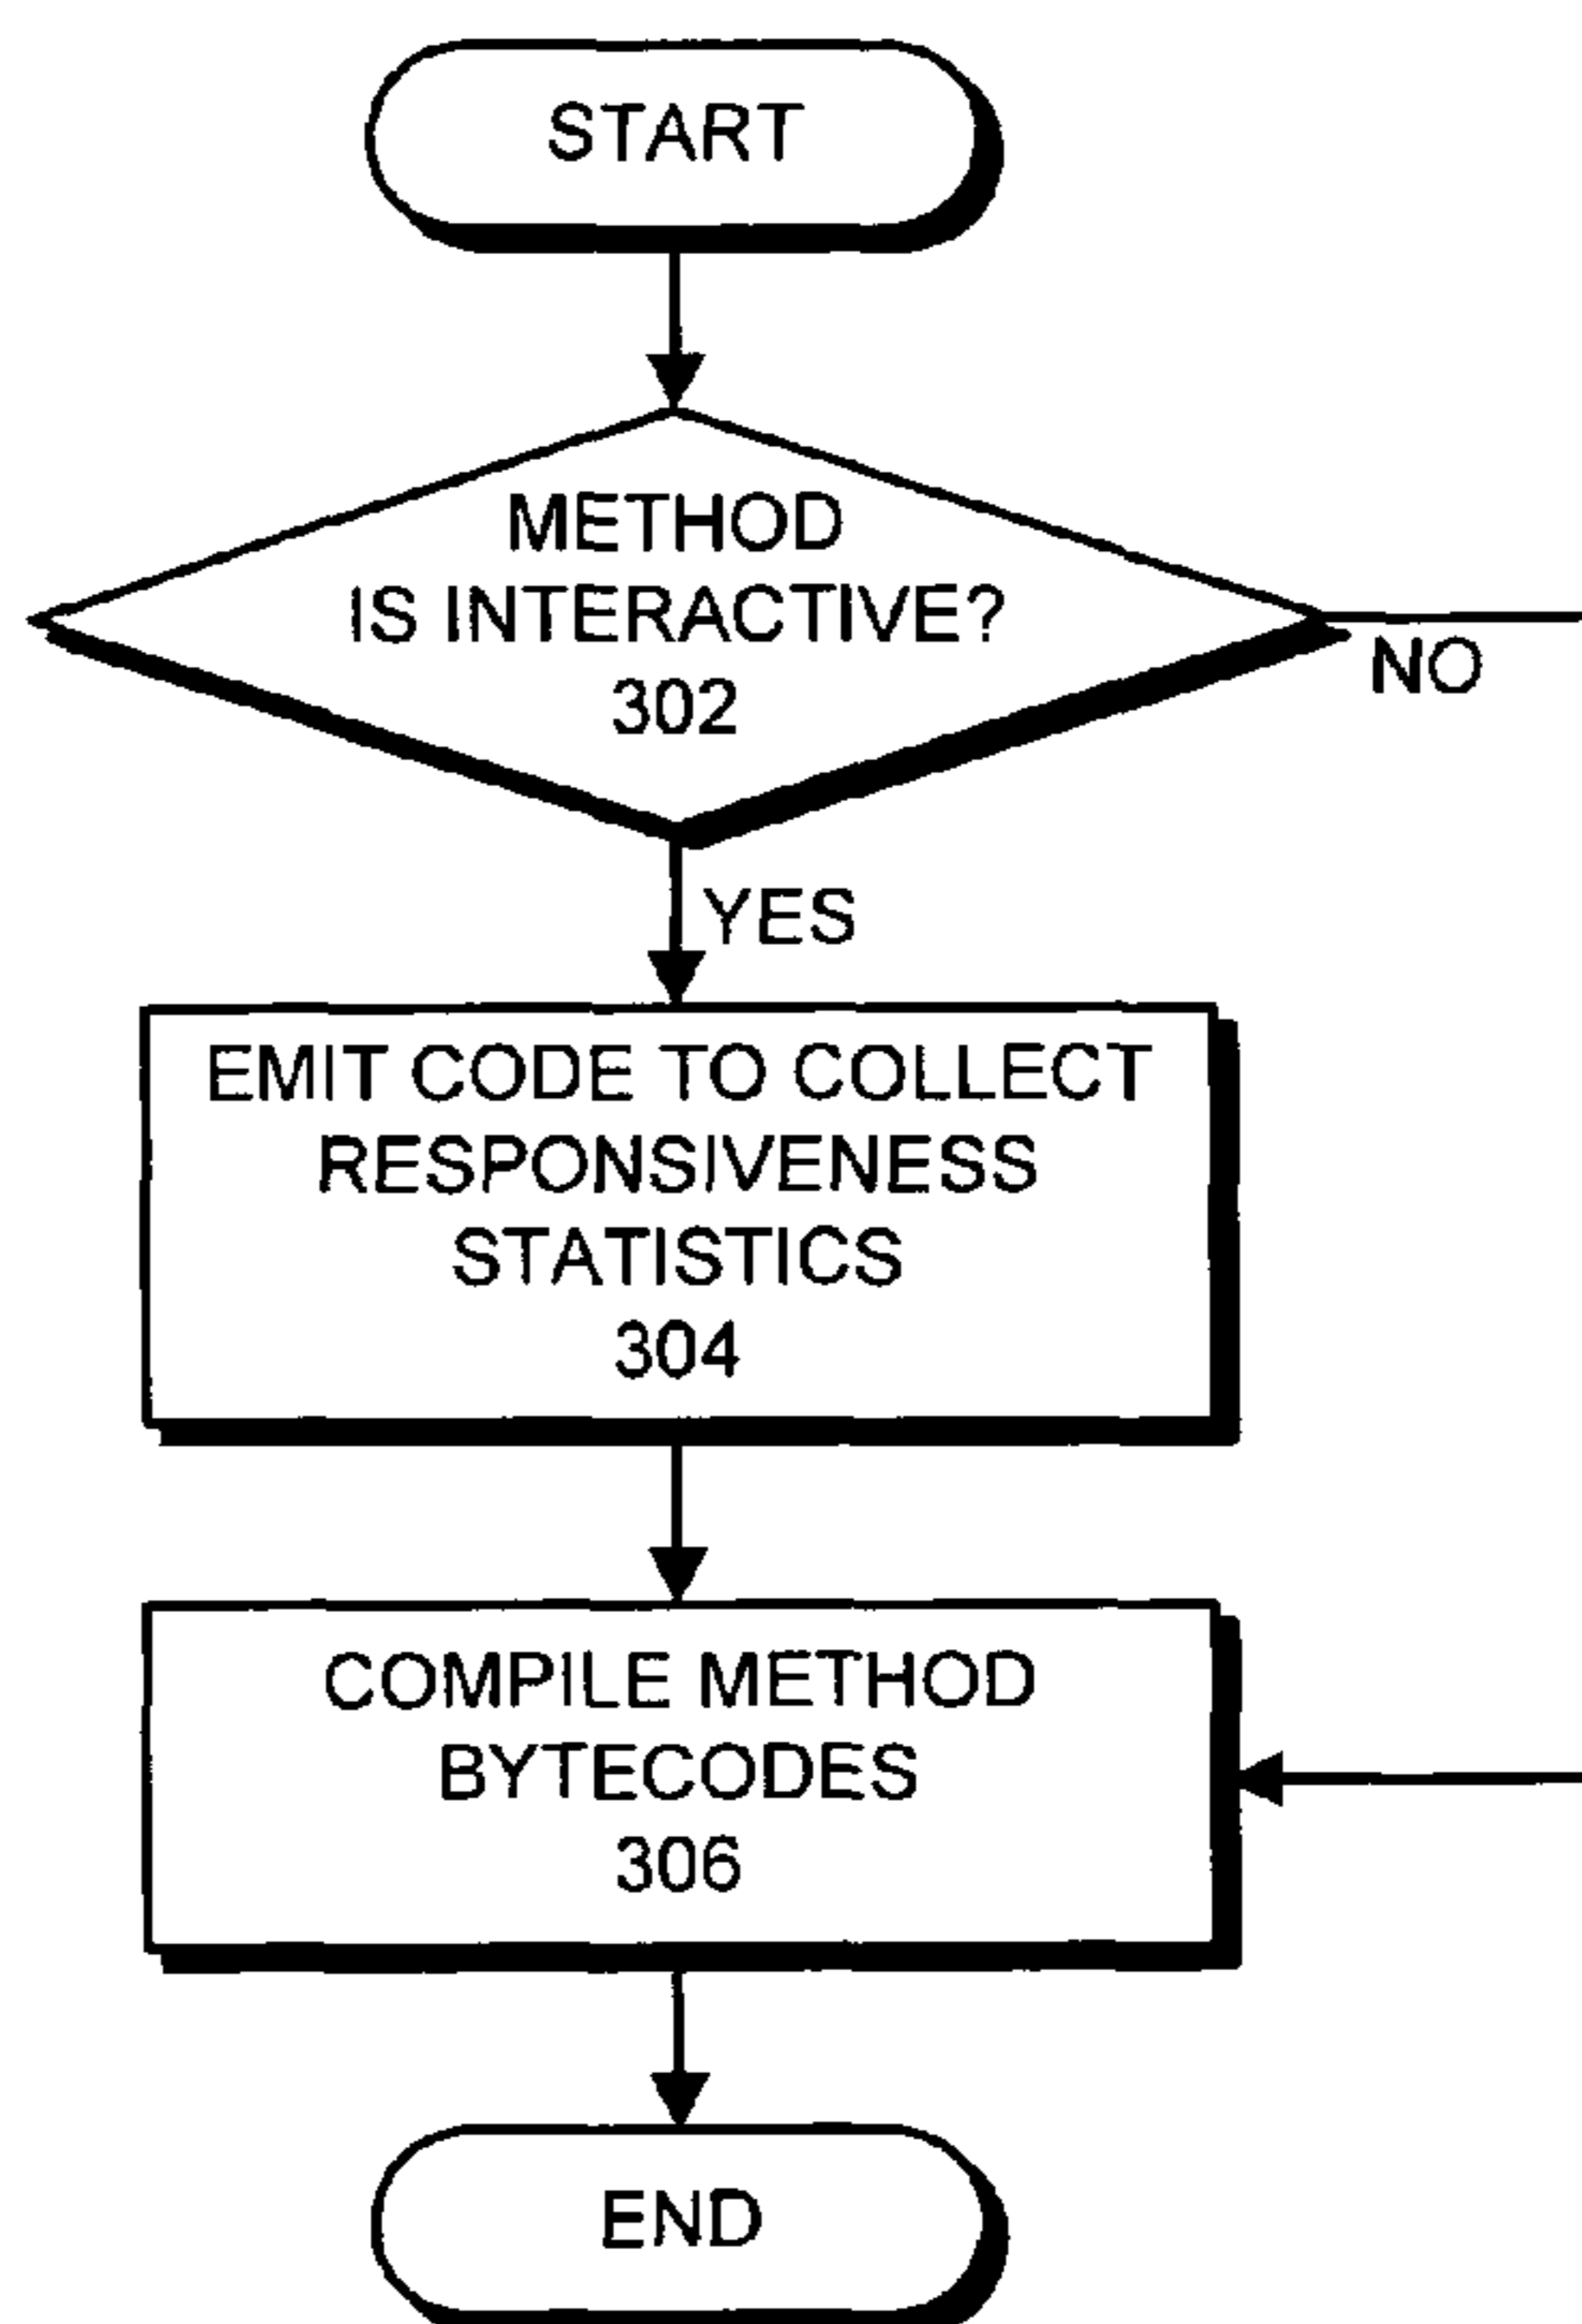 START
METHOD
IS INTERACTIVE?
302
NO
YES
EMIT CODE TO COLLECT
RESPONSIVENESS
STATISTICS
304
COMPILE METHOD
BYTECODES
306
END